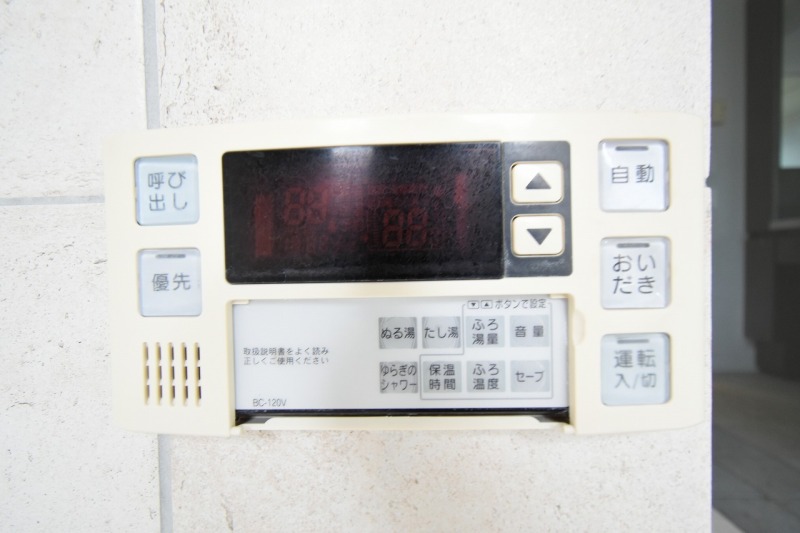 呼び
出し
優先
自動
おい
だき
運転
入/切
▼▲ボタンで設定
ぬる湯
たし湯
ふろ
湯量
音量
ゆらぎの
シャワー
保温
時間
ふろ
温度
セーブ
取扱説明書をよく読み
正しくご使用ください
BC-120V